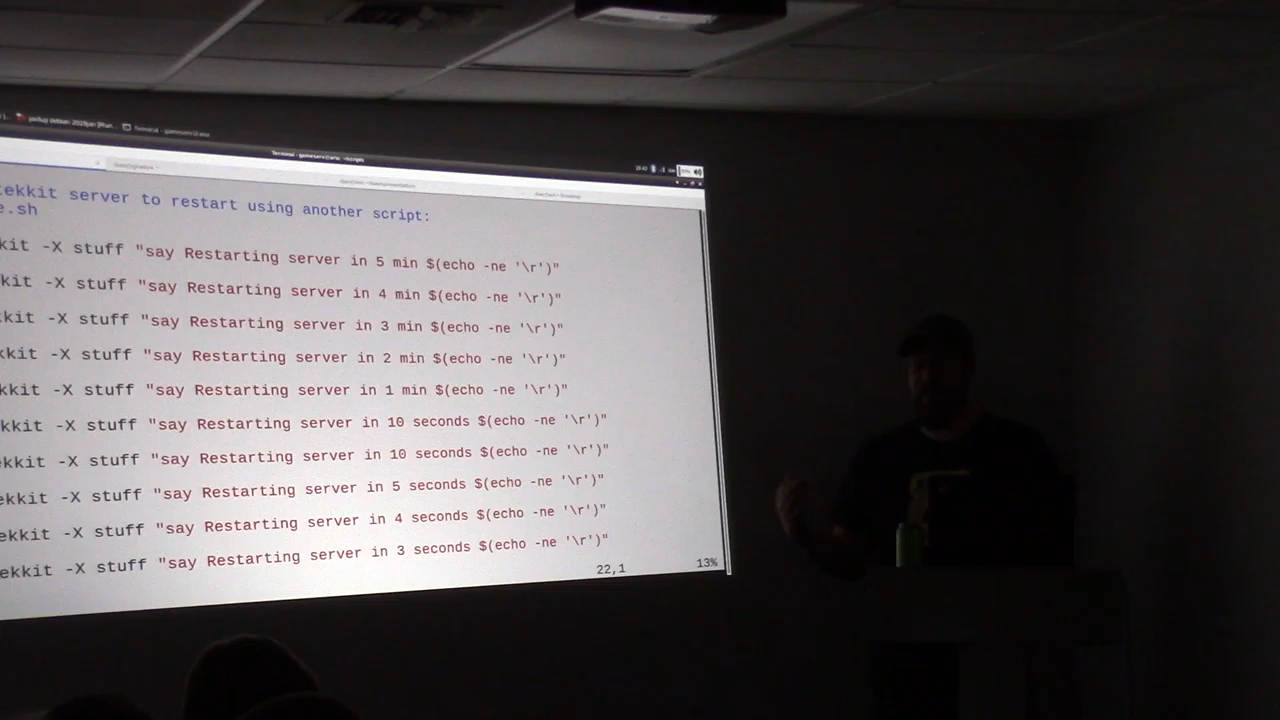 Terminal - gameserv@ama: ~/scripts
ekkit server to restart using another script:
e.sh
kit -X stuff "say Restarting server in 5 min $(echo -ne '\r')"
kit -X stuff "say Restarting server in 4 min $(echo -ne '\r')"
kit -X stuff "say Restarting server in 3 min $(echo -ne '\r')"
kkit -X stuff "say Restarting server in 2 min $(echo -ne '\r')"
kkit -X stuff "say Restarting server in 1 min $(echo -ne '\r')"
kkit -X stuff "say Restarting server in 10 seconds $(echo -ne '\r')"
ekkit -X stuff "say Restarting server in 10 seconds $(echo -ne '\r')"
ekkit -X stuff "say Restarting server in 5 seconds $(echo -ne '\r')"
ekkit -X stuff "say Restarting server in 4 seconds $(echo -ne '\r')"
ekkit -X stuff "say Restarting server in 3 seconds $(echo -ne '\r')"
22,1 13%